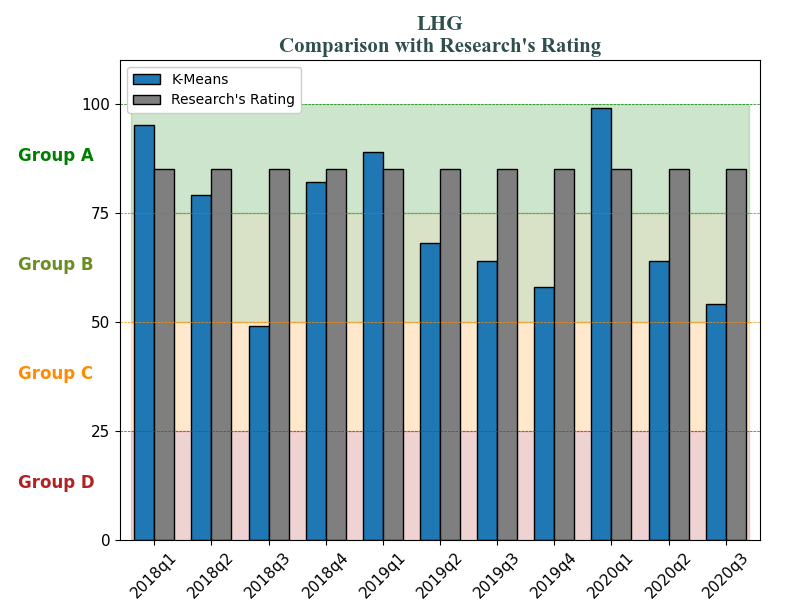 LHG
Comparison with Research's Rating
K-Means
Research's Rating
100
75
50
25
0
Group A
Group B
Group C
Group D
2018q1
2018q2
2018q3
2018q4
2019q1
2019q2
2019q3
2019q4
2020q1
2020q2
2020q3